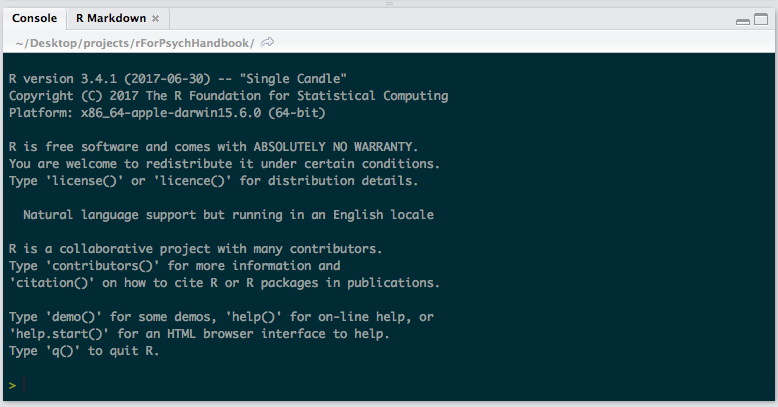 Console R Markdown ×
~/Desktop/projects/rForPsychHandbook/
R version 3.4.1 (2017-06-30) -- "Single Candle"
Copyright (C) 2017 The R Foundation for Statistical Computing
Platform: x86_64-apple-darwin15.6.0 (64-bit)

R is free software and comes with ABSOLUTELY NO WARRANTY.
You are welcome to redistribute it under certain conditions.
Type 'license()' or 'licence()' for distribution details.

  Natural language support but running in an English locale

R is a collaborative project with many contributors.
Type 'contributors()' for more information and
'citation()' on how to cite R or R packages in publications.

Type 'demo()' for some demos, 'help()' for on-line help, or
'help.start()' for an HTML browser interface to help.
Type 'q()' to quit R.

>